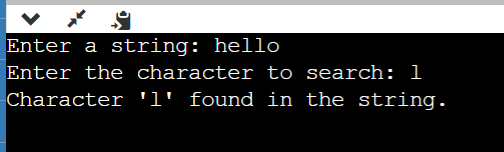 Enter a string: hello
Enter the character to search: l
Character 'l' found in the string.